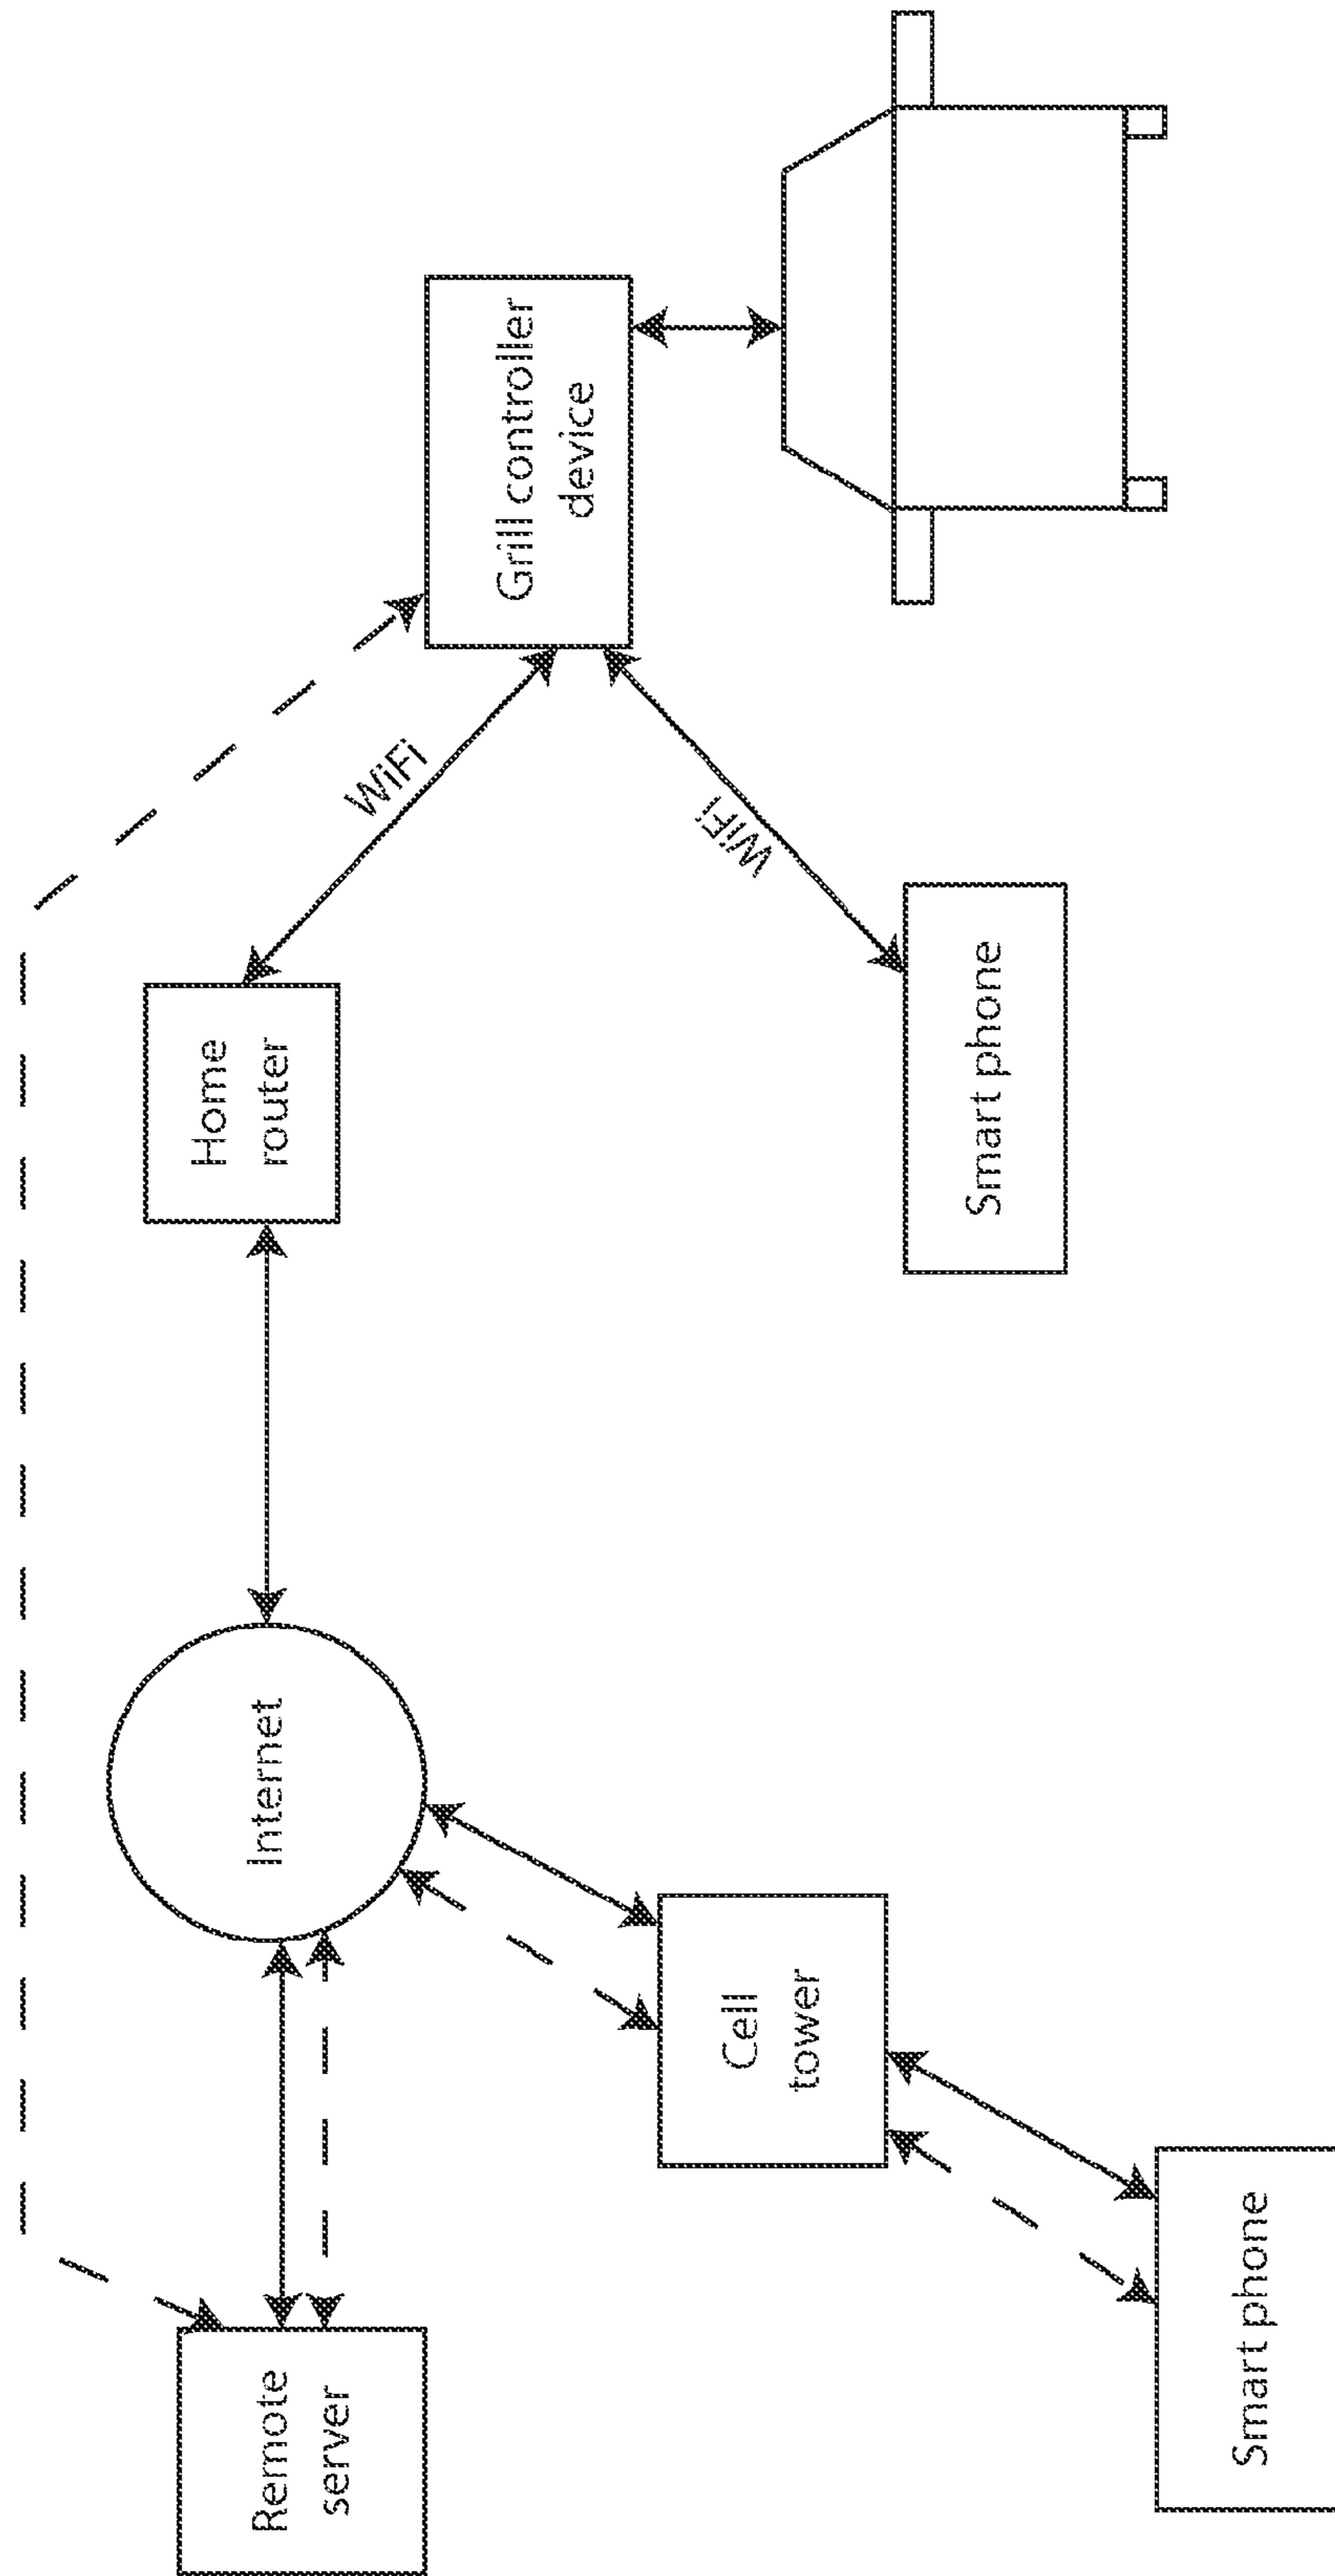 Remote
server
Internet
Home
router
WiFi
Grill controller
device
Cell
tower
WiFi
Smart phone
Smart phone